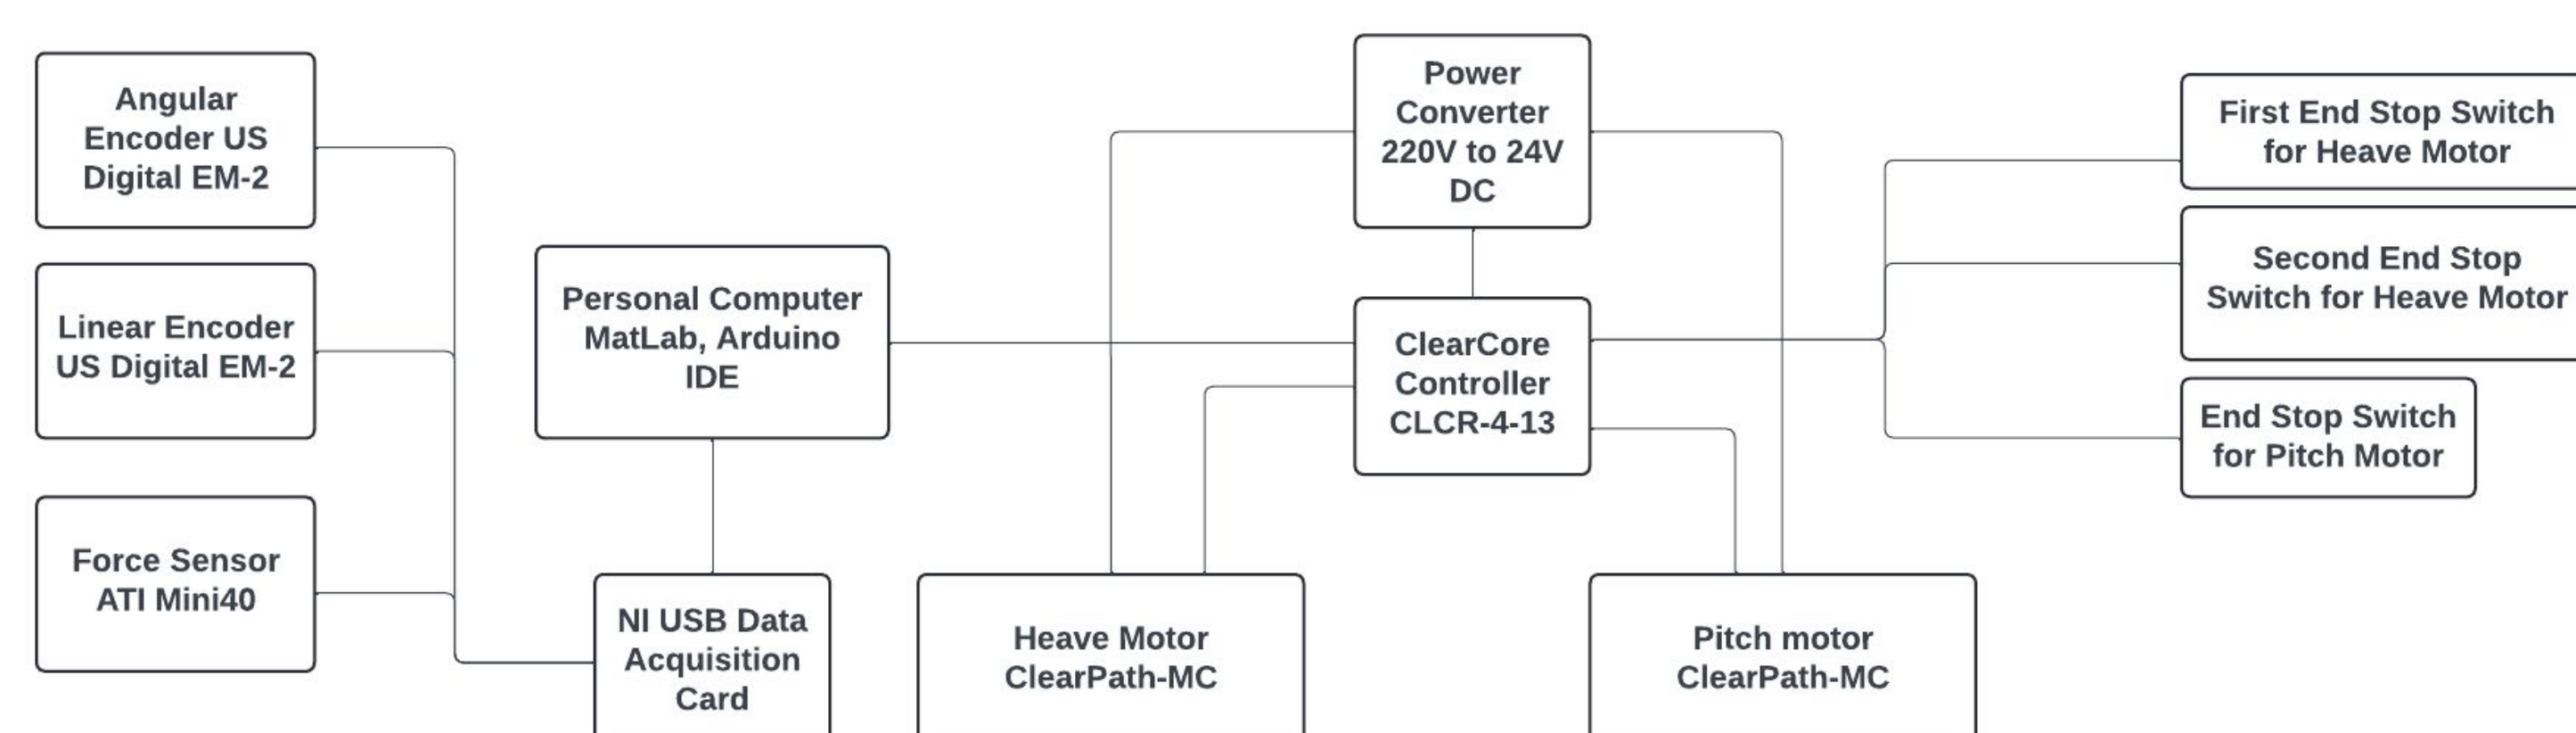 Angular
Encoder US
Digital EM-2
Linear Encoder
US Digital EM-2
Force Sensor
ATI Mini40
Personal Computer
MatLab, Arduino
IDE
NI USB Data
Acquisition
Card
Power
Converter
220V to 24V
DC
ClearCore
Controller
CLCR-4-13
Heave Motor
ClearPath-MC
Pitch motor
ClearPath-MC
First End Stop Switch
for Heave Motor
Second End Stop
Switch for Heave Motor
End Stop Switch
for Pitch Motor